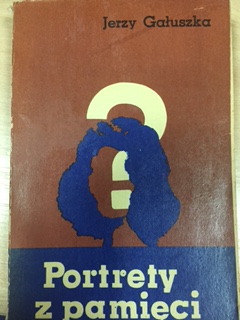 Jerzy Gałuszka
?
Portrety
z pamięci